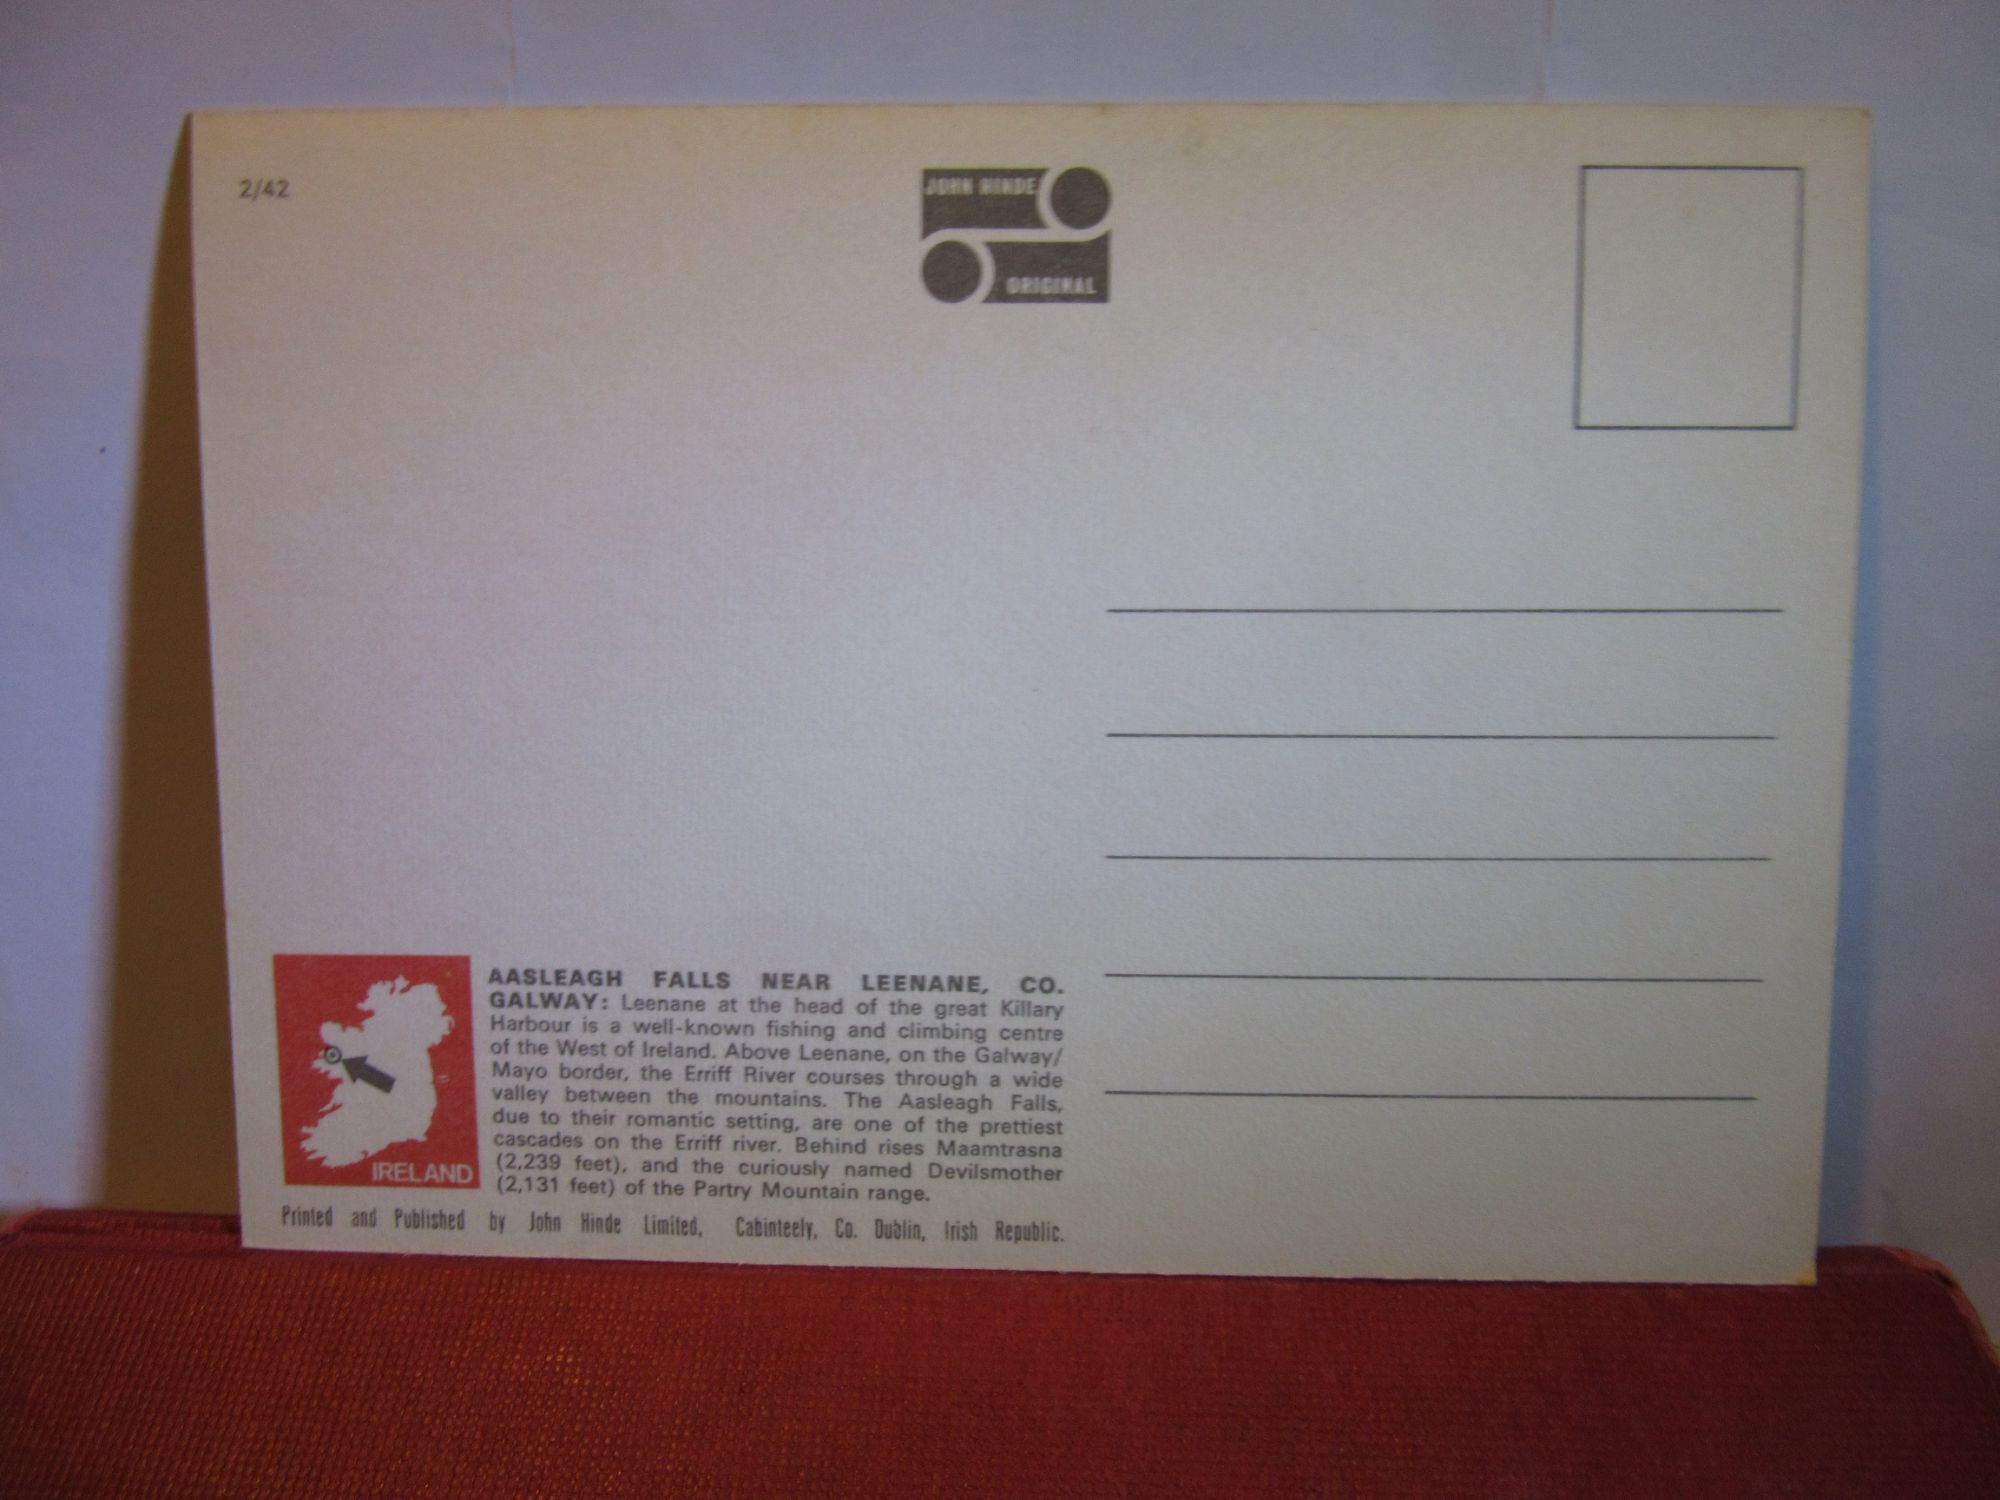 2/42
JOHN HINDE
ORIGINAL
AASLEAGH FALLS NEAR LEENANE, CO.
GALWAY: Leenane at the head of the great Killary
Harbour is a well-known fishing and climbing centre
of the West of Ireland. Above Leenane, on the Galway/
Mayo border, the Erriff River courses through a wide
valley between the mountains. The Aasleagh Falls,
due to their romantic setting, are one of the prettiest
cascades on the Erriff river. Behind rises Maamtrasna
(2,239 feet), and the curiously named Devilsmother
(2,131 feet) of the Partry Mountain range.
IRELAND
Printed and Published by John Hinde Limited, Cabinteely, Co. Dublin, Irish Republic.